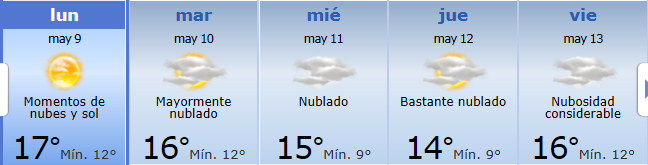 lun
may 9
Momentos de
nubes y sol
17° Mín. 12°
mar
may 10
Mayormente
nublado
16° Mín. 12°
mié
may 11
Nublado
15° Mín. 9°
jue
may 12
Bastante nublado
14° Mín. 9°
vie
may 13
Nubosidad
considerable
16° Mín. 12°